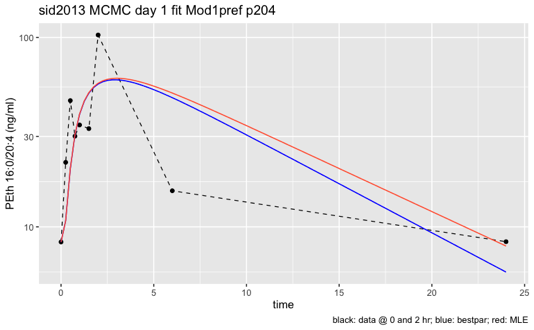 sid2013 MCMC day 1 fit Mod1pref p204
PEth 16:0/20:4 (ng/ml)
100
30
10
0
5
10
15
20
25
time
black: data @ 0 and 2 hr; blue: bestpar; red: MLE